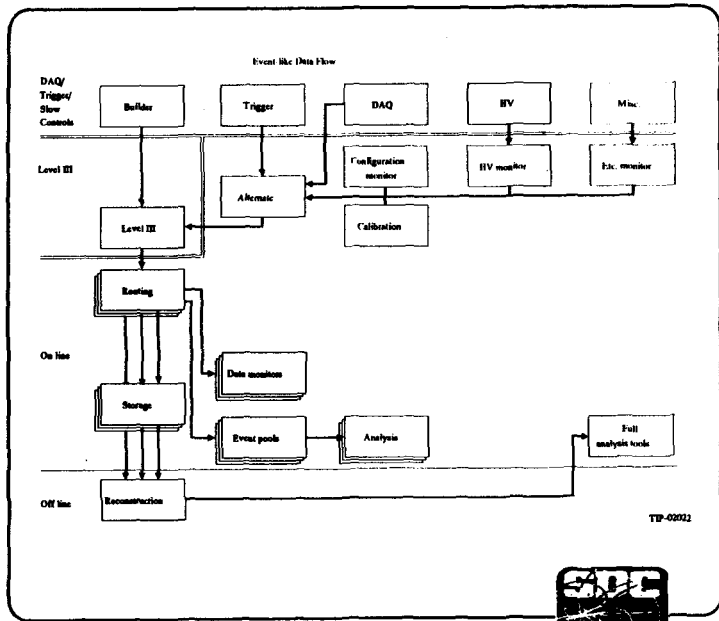 Event-like Data Flow
DAQ/
Trigger/
Slow
Controls
Builder
Trigger
DAQ
HV
Misc.
Level III
Configuration
monitor
HV monitor
Etc. monitor
Alternate
Level III
Calibration
Routing
On line
Data monitors
Storage
Event pools
Analysis
Full
analysis tools
Off line
Reconstruction
TIP-02022